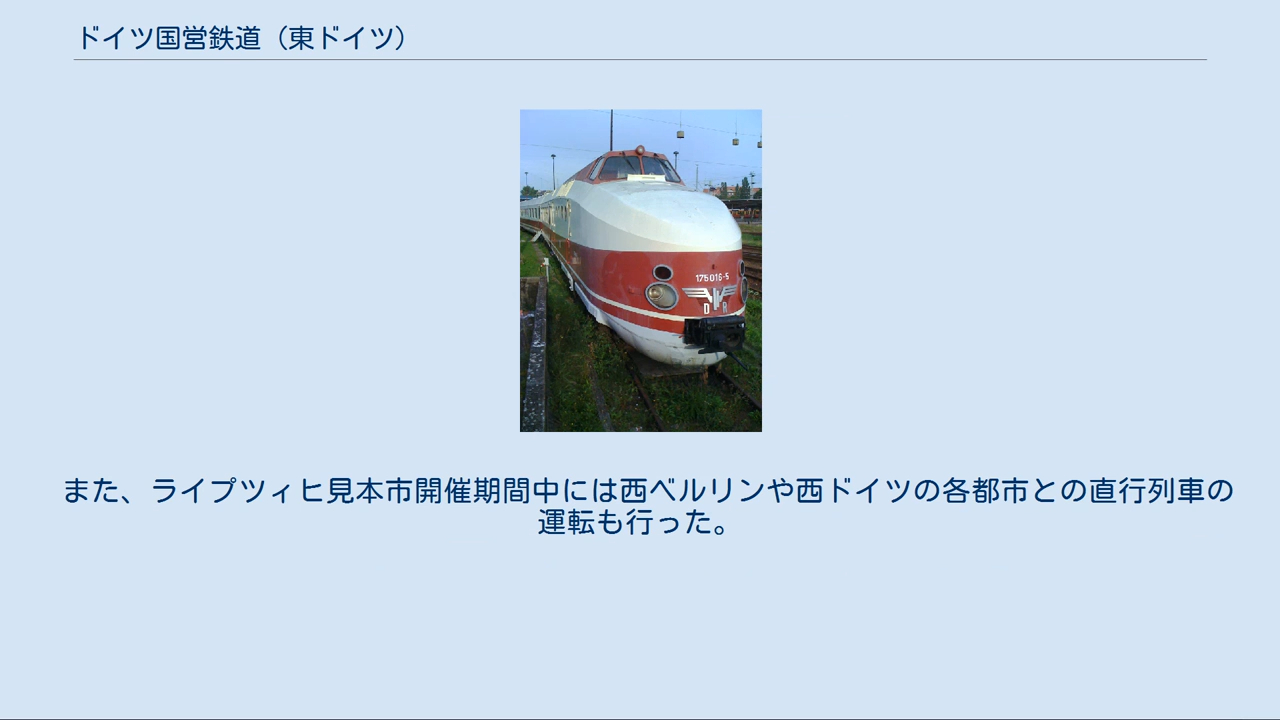 ドイツ国営鉄道（東ドイツ）
175 016-5
D R
また、ライプツィヒ見本市開催期間中には西ベルリンや西ドイツの各都市との直行列車の
運転も行った。